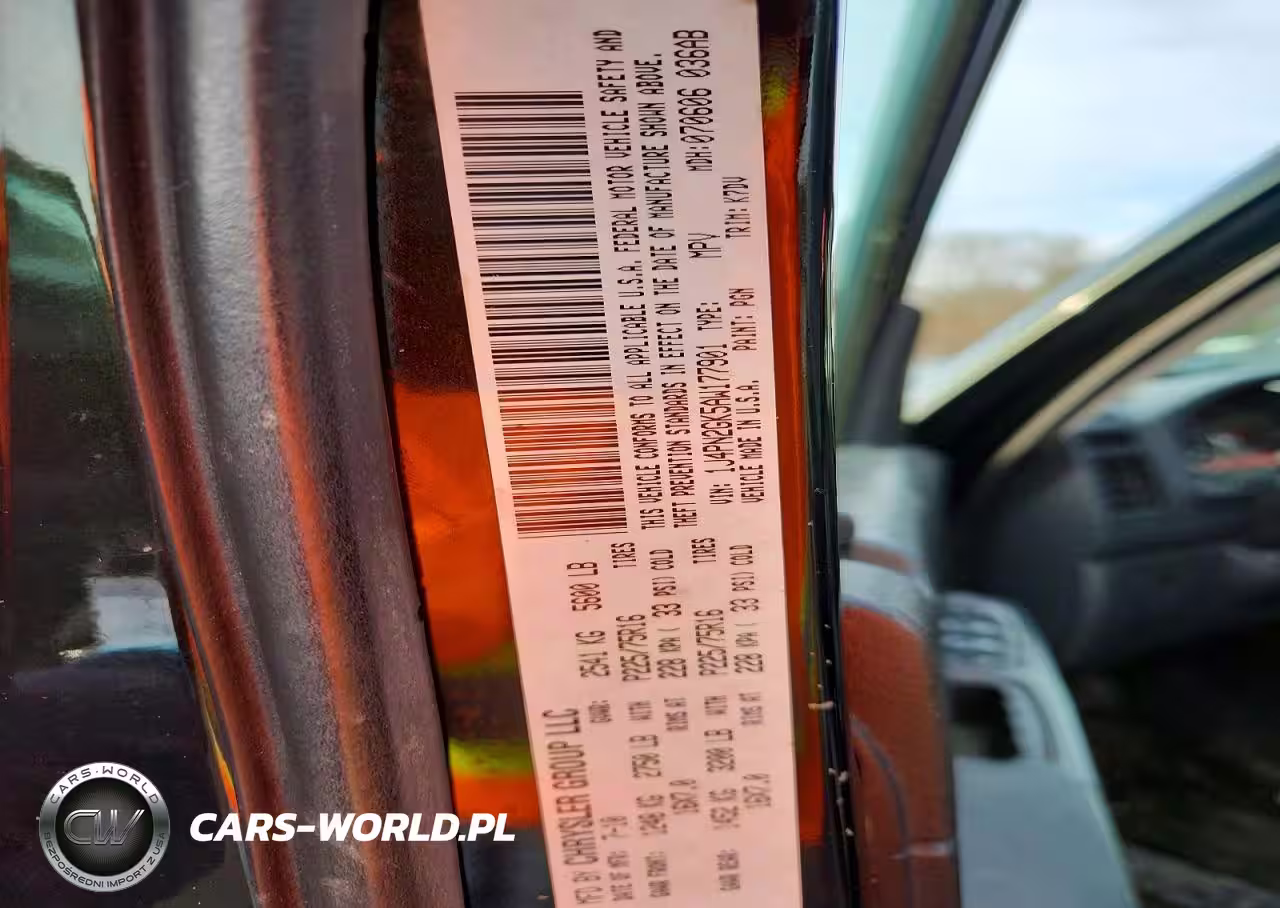 MFD BY CHRYSLER GROUP LLC
DATE OF MFR: 7-10 GVWR: 2541 KG 5600 LB
GAWR FRONT: 1248 KG 2750 LB WITH P225/75R16 TIRES
16X7.0 RIMS AT 228 KPA ( 33 PSI) COLD
GAWR REAR: 1452 KG 3200 LB WITH P225/75R16 TIRES
16X7.0 RIMS AT 228 KPA ( 33 PSI) COLD
THIS VEHICLE CONFORMS TO ALL APPLICABLE U.S.A. FEDERAL MOTOR VEHICLE SAFETY AND
THEFT PREVENTION STANDARDS IN EFFECT ON THE DATE OF MANUFACTURE SHOWN ABOVE.
VIN: 1J4PN2GK5AW177901 TYPE: MPV MDH:070606 036AB
VEHICLE MADE IN U.S.A. PAINT: PGN TRIM: K7DV
CARS-WORLD
CW
BEZPOŚREDNI IMPORT Z USA
CARS-WORLD.PL